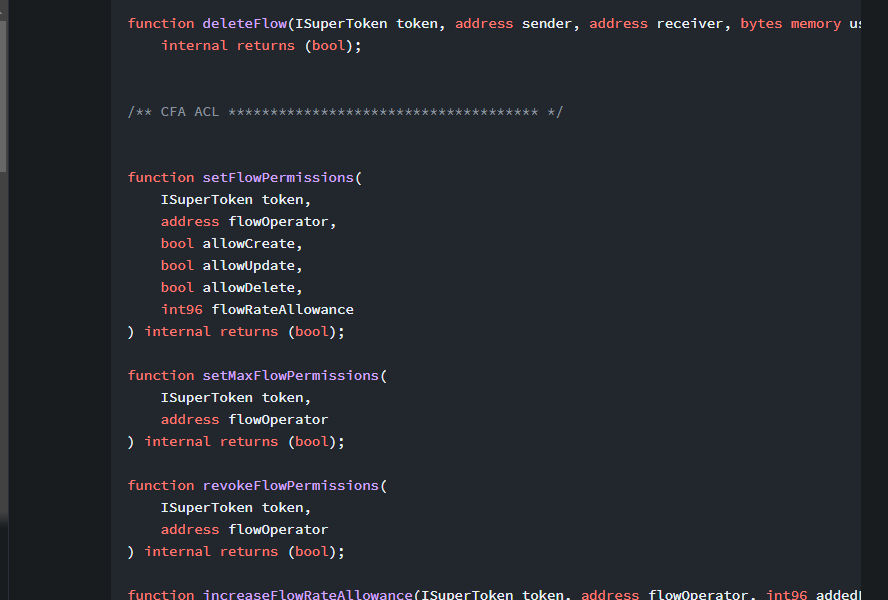 function deleteFlow(ISuperToken token, address sender, address receiver, bytes memory
internal returns (bool);
/** CFA ACL ************************************* */
function setFlowPermissions(
ISuperToken token,
address flowOperator,
bool allowCreate,
bool allowUpdate,
bool allowDelete,
int96 flowRateAllowance
) internal returns (bool);
function setMaxFlowPermissions(
ISuperToken token,
address flowOperator
) internal returns (bool);
function revokeFlowPermissions(
ISuperToken token,
address flowOperator
) internal returns (bool);
function increaseFlowRateAllowance(ISuperToken token, address flowOperator, int96